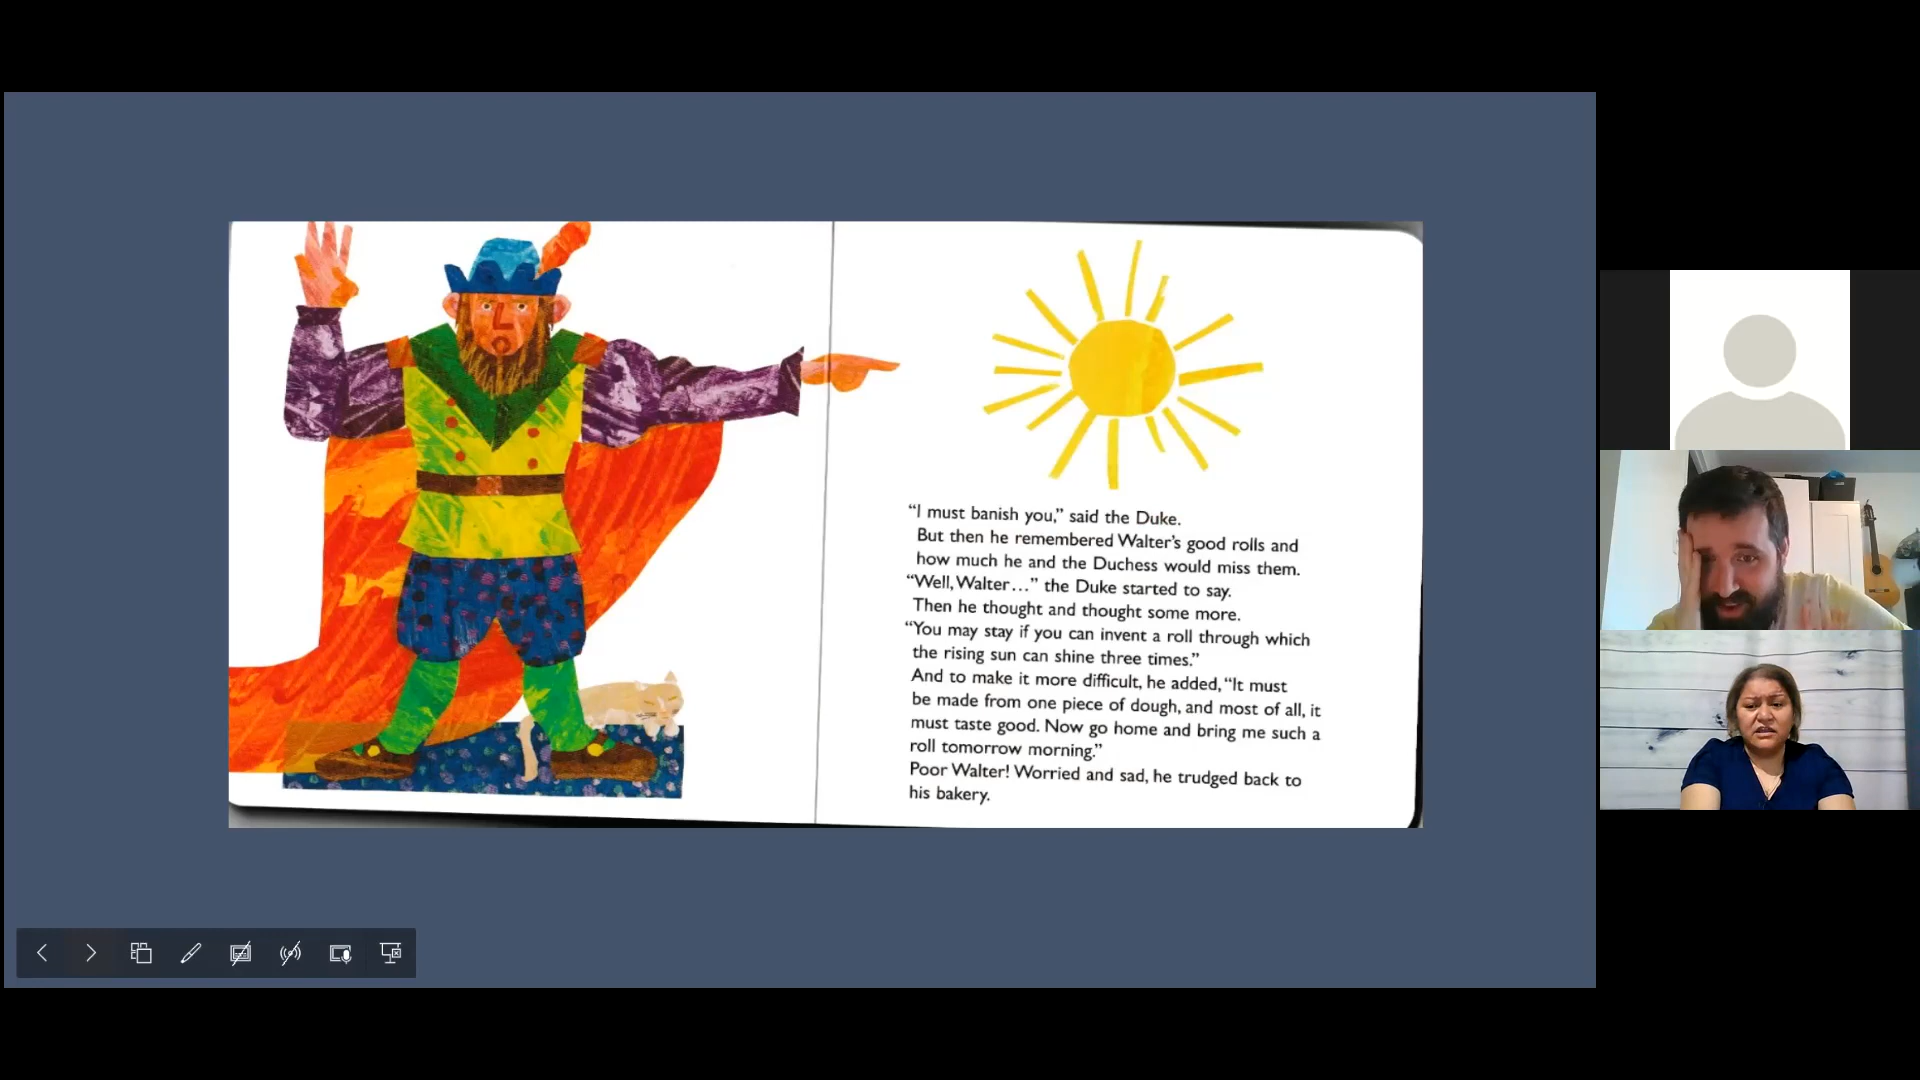 “I must banish you,” said the Duke.
But then he remembered Walter’s good rolls and
how much he and the Duchess would miss them.
“Well, Walter…” the Duke started to say.
Then he thought and thought some more.
“You may stay if you can invent a roll through which
the rising sun can shine three times.”
And to make it more difficult, he added, “It must
be made from one piece of dough, and most of all, it
must taste good. Now go home and bring me such a
roll tomorrow morning.”
Poor Walter! Worried and sad, he trudged back to
his bakery.